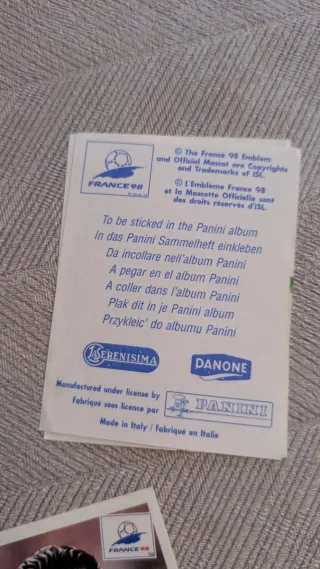 © The France 98 Emblem
and Official Mascot are Copyrights
and Trademarks of ISL.
FRANCE 98
© L'Emblème France 98
et la Mascotte Officielle sont
des droits réservés d'ISL.
To be sticked in the Panini album
In das Panini Sammelheft einkleben
Da incollare nell'album Panini
A pegar en el album Panini
A coller dans l'album Panini
Plak dit in je Panini album
Przykleic' do albumu Panini
LA SERENISIMA
DANONE
Manufactured under license by
Fabriqué sous licence par
PANINI
Made in Italy / Fabriqué en Italie
FRANCE 98